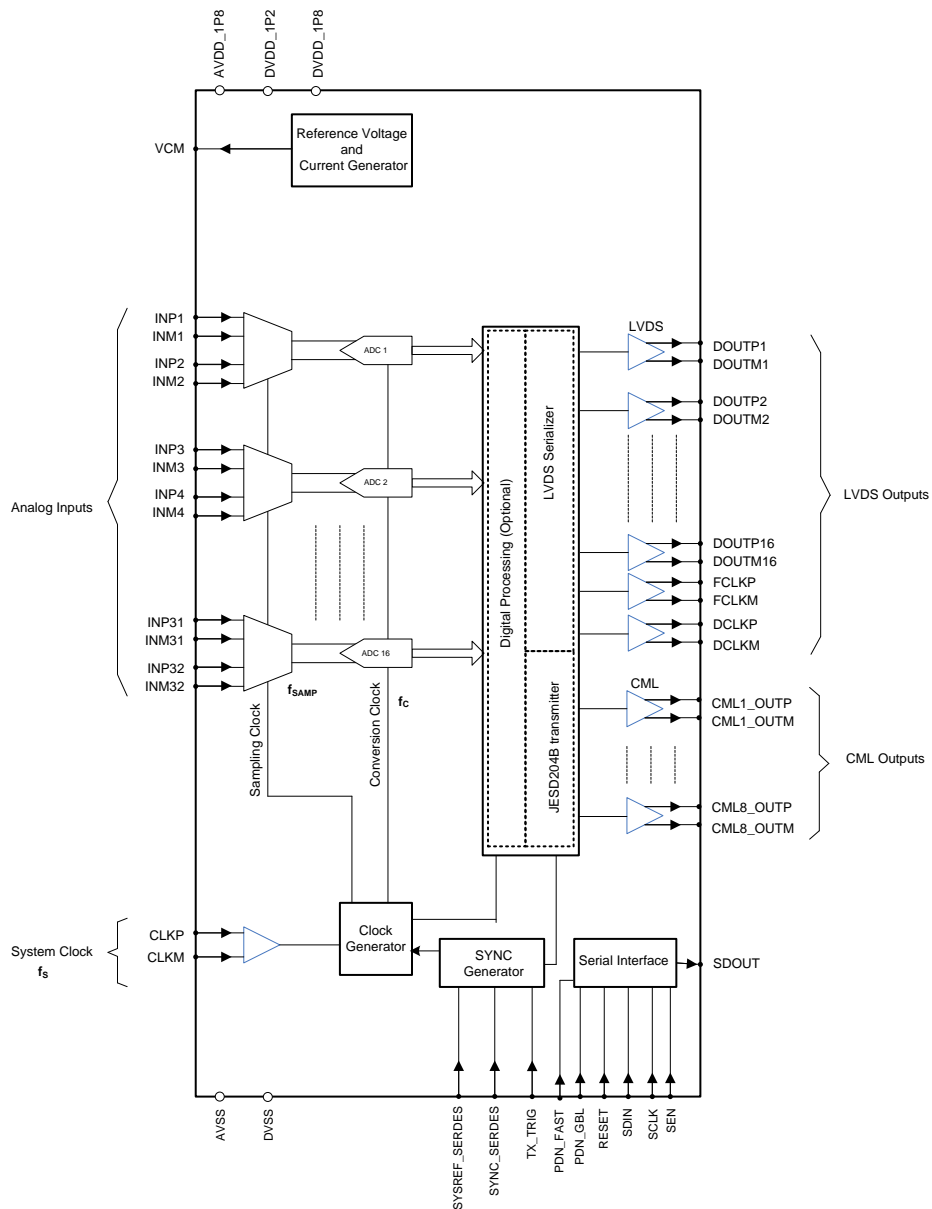 AVDD_1P8
DVDD_1P2
DVDD_1P8
Reference Voltage
and
Current Generator
VCM
INP1
INM1
INP2
INM2
ADC 1
INP3
INM3
INP4
INM4
ADC 2
Analog Inputs
INP31
INM31
INP32
INM32
ADC 16
fSAMP
fC
Sampling Clock
Conversion Clock
Digital Processing (Optional)
LVDS Serializer
JESD204B transmitter
LVDS
DOUTP1
DOUTM1
DOUTP2
DOUTM2
LVDS Outputs
DOUTP16
DOUTM16
FCLKP
FCLKM
DCLKP
DCLKM
CML
CML1_OUTP
CML1_OUTM
CML Outputs
CML8_OUTP
CML8_OUTM
System Clock
fS
CLKP
CLKM
Clock
Generator
SYNC
Generator
Serial Interface
SDOUT
AVSS
DVSS
SYSREF_SERDES
SYNC_SERDES
TX_TRIG
PDN_FAST
PDN_GBL
RESET
SDIN
SCLK
SEN